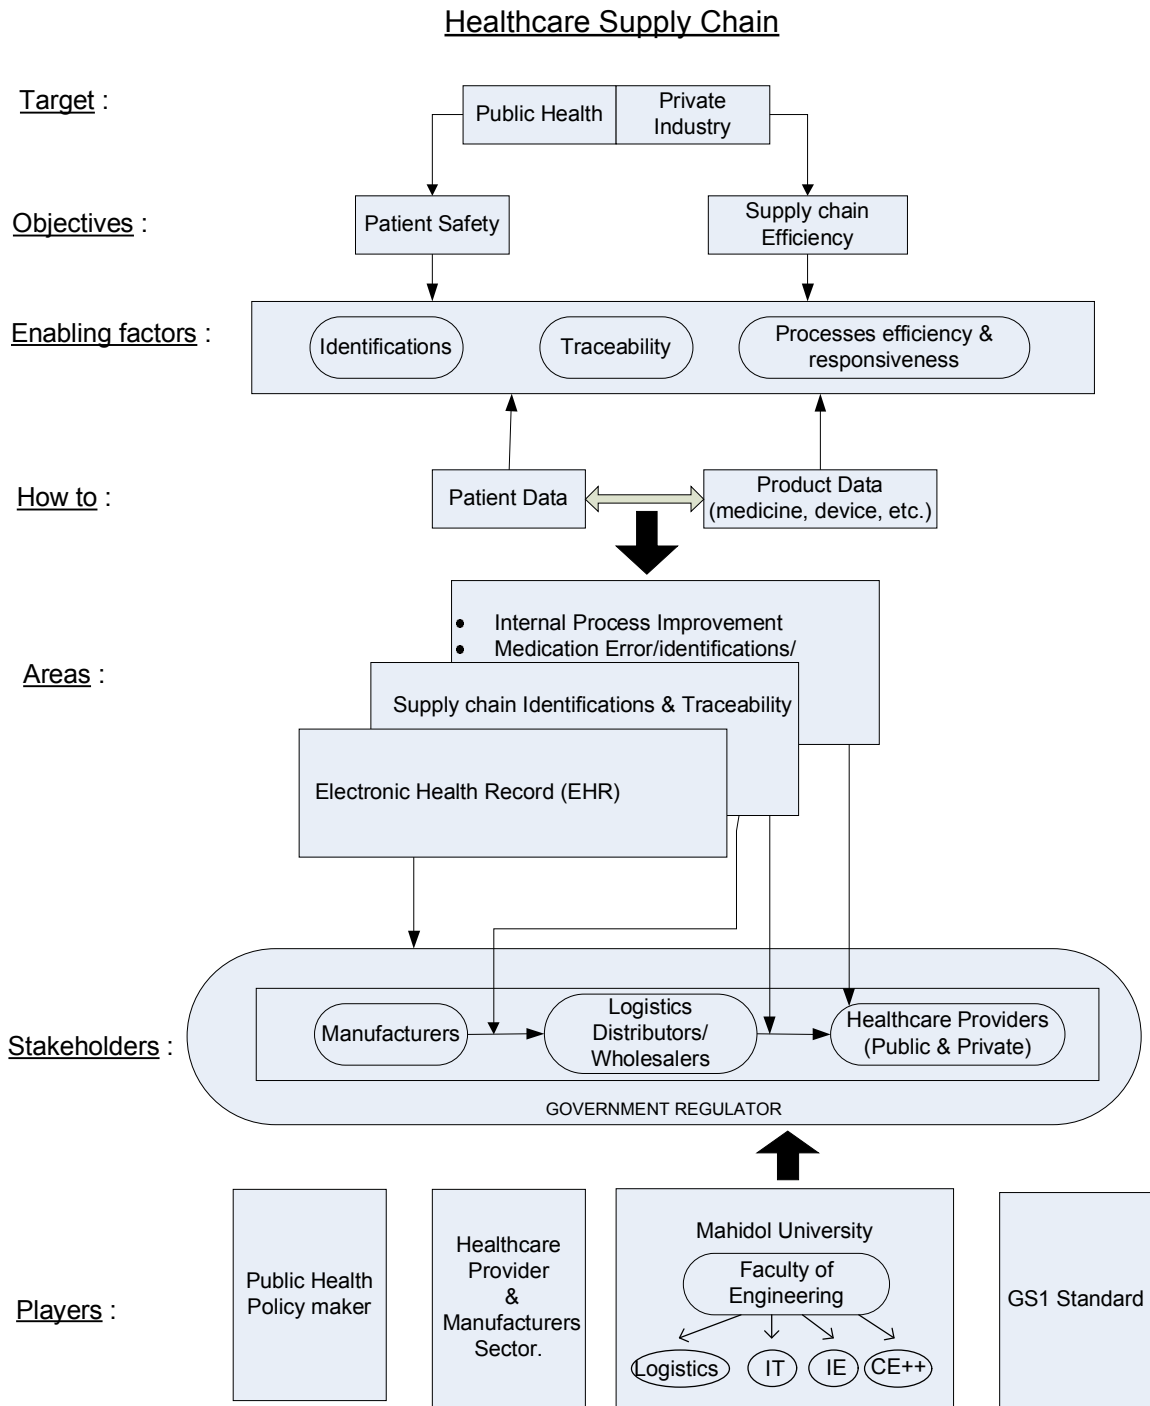 Healthcare Supply Chain
Target :
Public Health
Private
Industry
Objectives :
Patient Safety
Supply chain
Efficiency
Enabling factors :
Identifications
Traceability
Processes efficiency &
responsiveness
How to :
Patient Data
Product Data
(medicine, device, etc.)
Areas :
• Internal Process Improvement
• Medication Error/identifications/
Supply chain Identifications & Traceability
Electronic Health Record (EHR)
Stakeholders :
Manufacturers
Logistics
Distributors/
Wholesalers
Healthcare Providers
(Public & Private)
GOVERNMENT REGULATOR
Players :
Public Health
Policy maker
Healthcare
Provider
&
Manufacturers
Sector.
Mahidol University
Faculty of
Engineering
Logistics
IT
IE
CE++
GS1 Standard